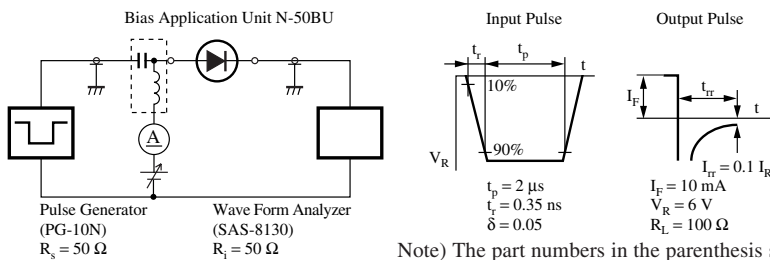 Bias Application Unit N-50BU
A
Pulse Generator
(PG-10N)
R_s = 50 Ω
Wave Form Analyzer
(SAS-8130)
R_i = 50 Ω
Input Pulse
t_r
t_p
t
10%
90%
V_R
t_p = 2 μs
t_r = 0.35 ns
δ = 0.05
Output Pulse
I_F
t_rr
t
I_rr = 0.1 I_R
I_F = 10 mA
V_R = 6 V
R_L = 100 Ω
Note) The part numbers in the parenthesis